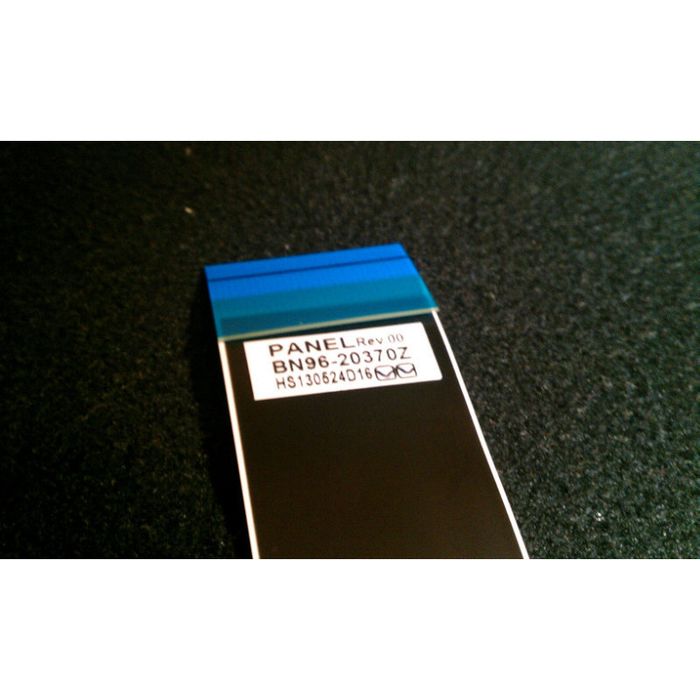 PANEL Rev 00
BN96-20370Z
HS130524D16